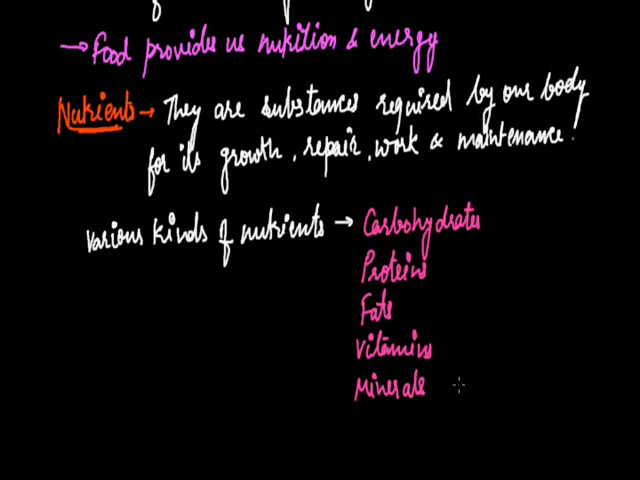 → Food provides us nutrition & energy
Nutrients → They are substances required by our body
for its growth, repair, work & maintenance.
Various kinds of nutrients → Carbohydrates
Proteins
Fats
Vitamins
Minerals